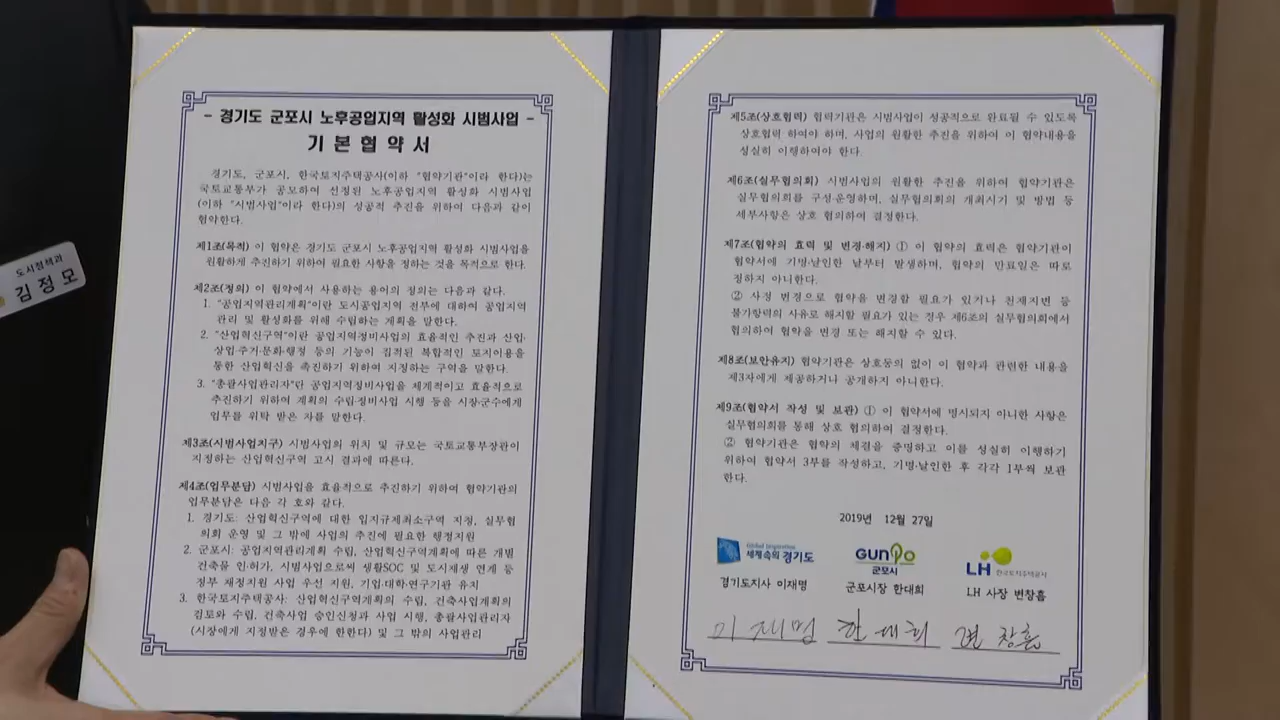 도시정책과
김정모
- 경기도 군포시 노후공업지역 활성화 시범사업 -
기본협약서
경기도, 군포시, 한국토지주택공사(이하 "협약기관"이라 한다)는
국토교통부가 공모하여 선정된 노후공업지역 활성화 시범사업
(이하 "시범사업"이라 한다)의 성공적 추진을 위하여 다음과 같이
협약한다.
제1조(목적) 이 협약은 경기도 군포시 노후공업지역 활성화 시범사업을
원활하게 추진하기 위하여 필요한 사항을 정하는 것을 목적으로 한다.
제2조(정의) 이 협약에서 사용하는 용어의 정의는 다음과 같다.
1. "공업지역관리계획"이란 도시공업지역 전부에 대하여 공업지역
관리 및 활성화를 위해 수립하는 계획을 말한다.
2. "산업혁신구역"이란 공업지역정비사업의 효율적인 추진과 산업·
상업·주거·문화·행정 등의 기능이 집적된 복합적인 토지이용을
통한 산업혁신을 촉진하기 위하여 지정하는 구역을 말한다.
3. "총괄사업관리자"란 공업지역정비사업을 체계적이고 효율적으로
추진하기 위하여 계획의 수립·정비사업 시행 등을 시장·군수에게
업무를 위탁 받은 자를 말한다.
제3조(시범사업지구) 시범사업의 위치 및 규모는 국토교통부장관이
지정하는 산업혁신구역 고시 결과에 따른다.
제4조(업무분담) 시범사업을 효율적으로 추진하기 위하여 협약기관의
업무분담은 다음 각 호와 같다.
1. 경기도: 산업혁신구역에 대한 입지규제최소구역 지정, 실무협
의회 운영 및 그 밖에 사업의 추진에 필요한 행정지원
2. 군포시: 공업지역관리계획 수립, 산업혁신구역계획에 따른 개별
건축물 인·허가, 시범사업으로써 생활SOC 및 도시재생 연계 등
정부 재정지원 사업 우선 지원, 기업·대학·연구기관 유치
3. 한국토지주택공사: 산업혁신구역계획의 수립, 건축사업계획의
검토와 수립, 건축사업 승인신청과 사업 시행, 총괄사업관리자
(시장에게 지정받은 경우에 한한다) 및 그 밖의 사업관리
제5조(상호협력) 협력기관은 시범사업이 성공적으로 완료될 수 있도록
상호협력 하여야 하며, 사업의 원활한 추진을 위하여 이 협약내용을
성실히 이행하여야 한다.
제6조(실무협의회) 시범사업의 원활한 추진을 위하여 협약기관은
실무협의회를 구성·운영하며, 실무협의회의 개최시기 및 방법 등
세부사항은 상호 협의하여 결정한다.
제7조(협약의 효력 및 변경·해지) ① 이 협약의 효력은 협약기관이
협약서에 기명·날인한 날부터 발생하며, 협약의 만료일은 따로
정하지 아니한다.
② 사정 변경으로 협약을 변경할 필요가 있거나 천재지변 등
불가항력의 사유로 해지할 필요가 있는 경우 제6조의 실무협의회에서
협의하여 협약을 변경 또는 해지할 수 있다.
제8조(보안유지) 협약기관은 상호동의 없이 이 협약과 관련한 내용을
제3자에게 제공하거나 공개하지 아니한다.
제9조(협약서 작성 및 보관) ① 이 협약서에 명시되지 아니한 사항은
실무협의회를 통해 상호 협의하여 결정한다.
② 협약기관은 협약의 체결을 증명하고 이를 성실히 이행하기
위하여 협약서 3부를 작성하고, 기명·날인한 후 각각 1부씩 보관
한다.
2019년 12월 27일
Global Inspiration
세계속의 경기도
GUNPO
군포시
LH 한국토지주택공사
경기도지사 이재명
군포시장 한대희
LH 사장 변창흠
이재명 한대희 변창흠